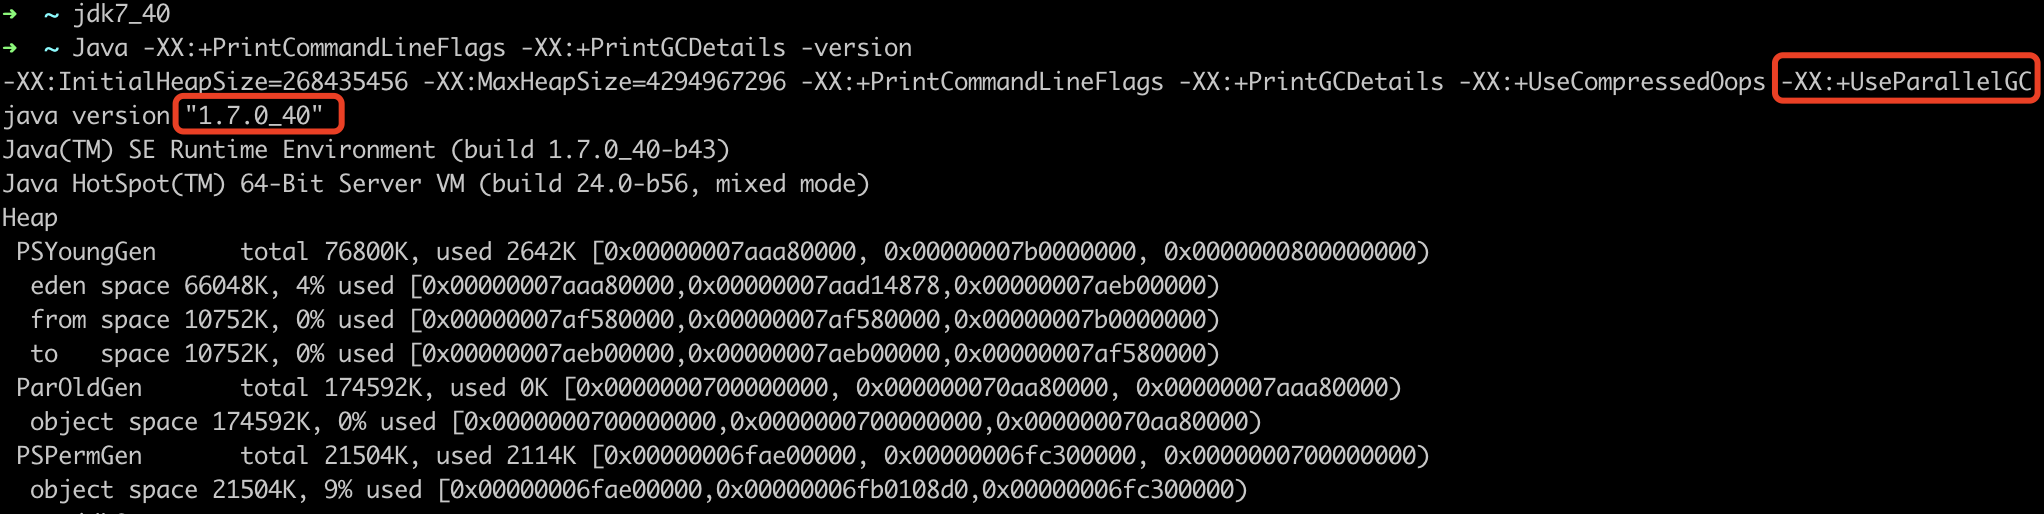 ➜  ~ jdk7_40
➜  ~ Java -XX:+PrintCommandLineFlags -XX:+PrintGCDetails -version
-XX:InitialHeapSize=268435456 -XX:MaxHeapSize=4294967296 -XX:+PrintCommandLineFlags -XX:+PrintGCDetails -XX:+UseCompressedOops -XX:+UseParallelGC
java version "1.7.0_40"
Java(TM) SE Runtime Environment (build 1.7.0_40-b43)
Java HotSpot(TM) 64-Bit Server VM (build 24.0-b56, mixed mode)
Heap
 PSYoungGen      total 76800K, used 2642K [0x00000007aaa80000, 0x00000007b0000000, 0x0000000800000000)
  eden space 66048K, 4% used [0x00000007aaa80000,0x00000007aad14878,0x00000007aeb00000)
  from space 10752K, 0% used [0x00000007af580000,0x00000007af580000,0x00000007b0000000)
  to   space 10752K, 0% used [0x00000007aeb00000,0x00000007aeb00000,0x00000007af580000)
 ParOldGen       total 174592K, used 0K [0x0000000700000000, 0x000000070aa80000, 0x00000007aaa80000)
  object space 174592K, 0% used [0x0000000700000000,0x0000000700000000,0x000000070aa80000)
 PSPermGen       total 21504K, used 2114K [0x00000006fae00000, 0x00000006fc300000, 0x0000000700000000)
  object space 21504K, 9% used [0x00000006fae00000,0x00000006fb0108d0,0x00000006fc300000)